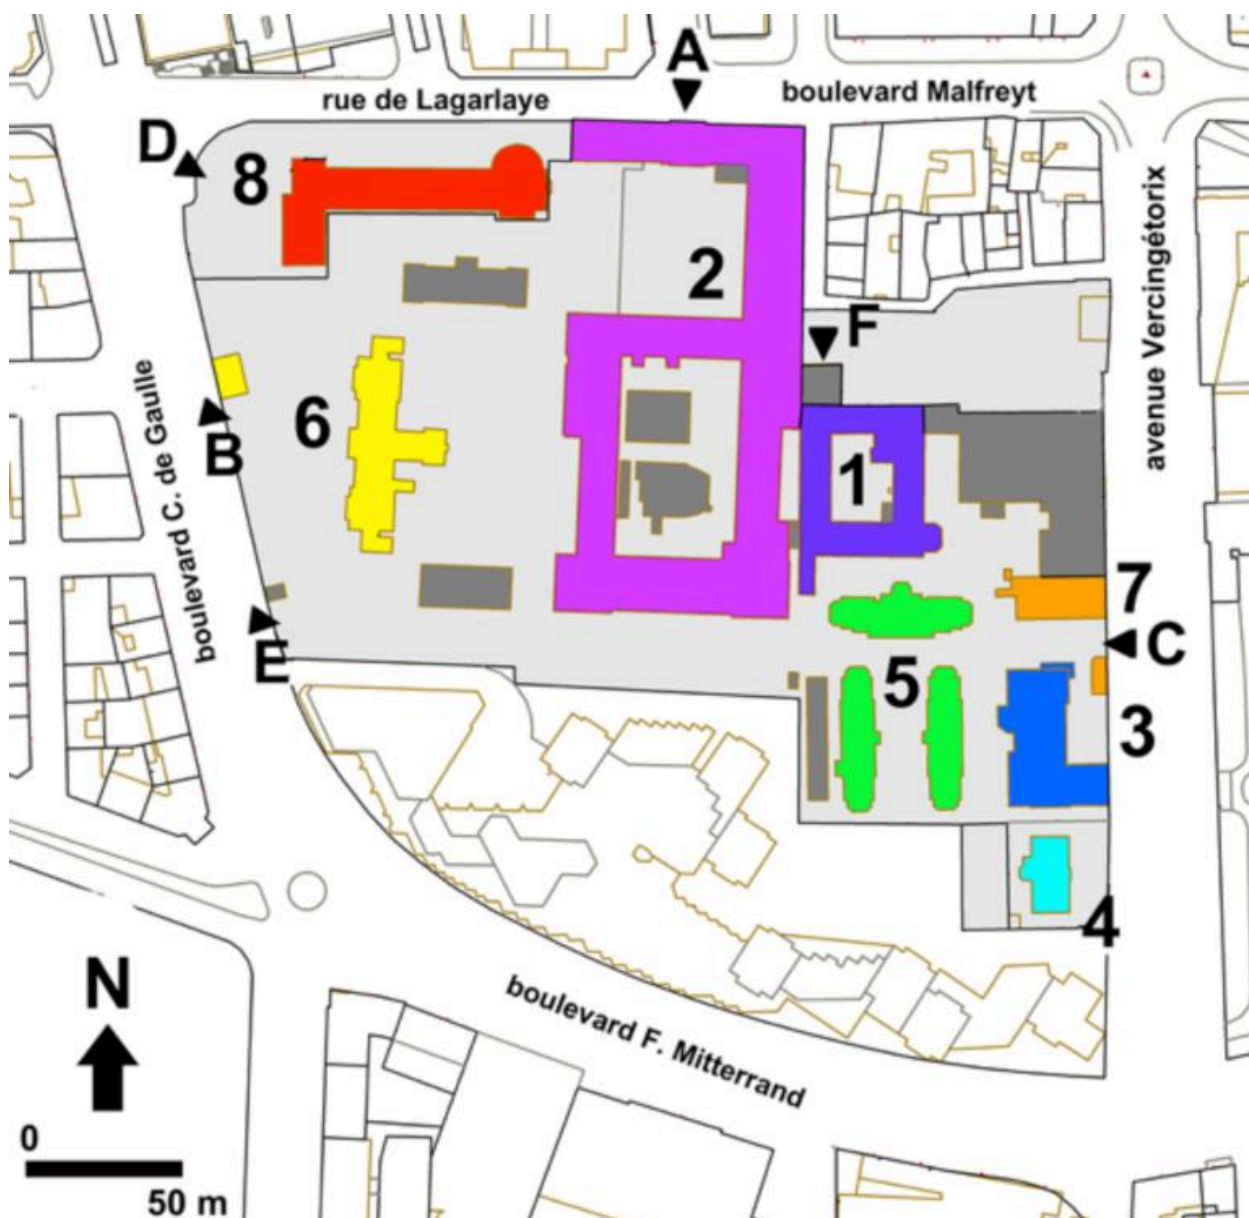 A
rue de Lagarlaye
boulevard Malfreyt
D
8
avenue Vercingétorix
2
F
boulevard C. de Gaulle
6
B
1
7
C
E
5
3
4
N
boulevard F. Mitterrand
0
50 m